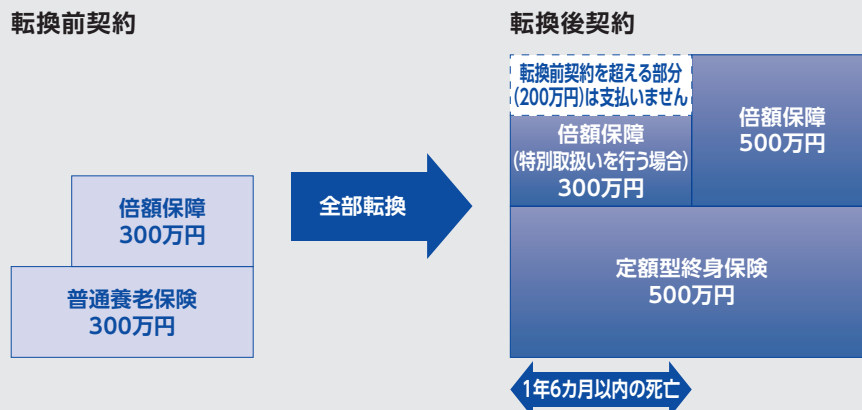 転換前契約
倍額保障
300万円
普通養老保険
300万円
全部転換
転換後契約
転換前契約を超える部分
(200万円)は支払いません
倍額保障
(特別取扱いを行う場合)
300万円
倍額保障
500万円
定額型終身保険
500万円
1年6カ月以内の死亡